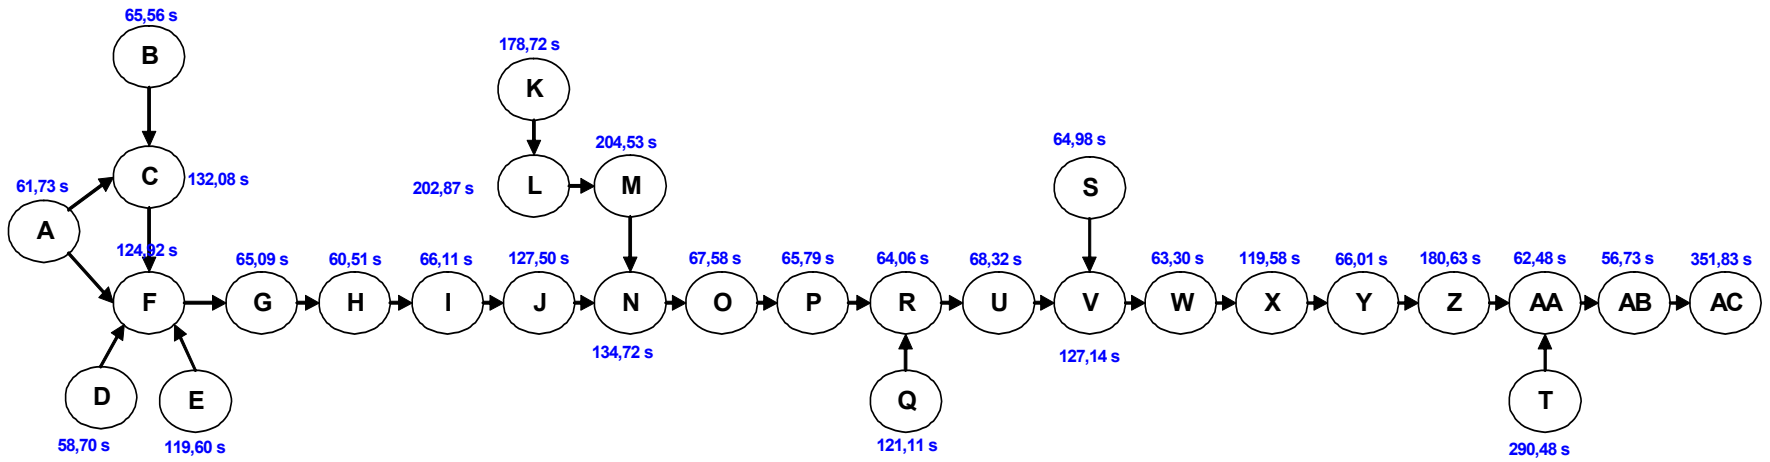 65,56 s
B
178,72 s
K
204,53 s
64,98 s
C
132,08 s
61,73 s
202,87 s
L
M
S
A
124,92 s
65,09 s
60,51 s
66,11 s
127,50 s
67,58 s
65,79 s
64,06 s
68,32 s
63,30 s
119,58 s
66,01 s
180,63 s
62,48 s
56,73 s
351,83 s
F
G
H
I
J
N
O
P
R
U
V
W
X
Y
Z
AA
AB
AC
134,72 s
127,14 s
D
E
Q
T
58,70 s
119,60 s
121,11 s
290,48 s